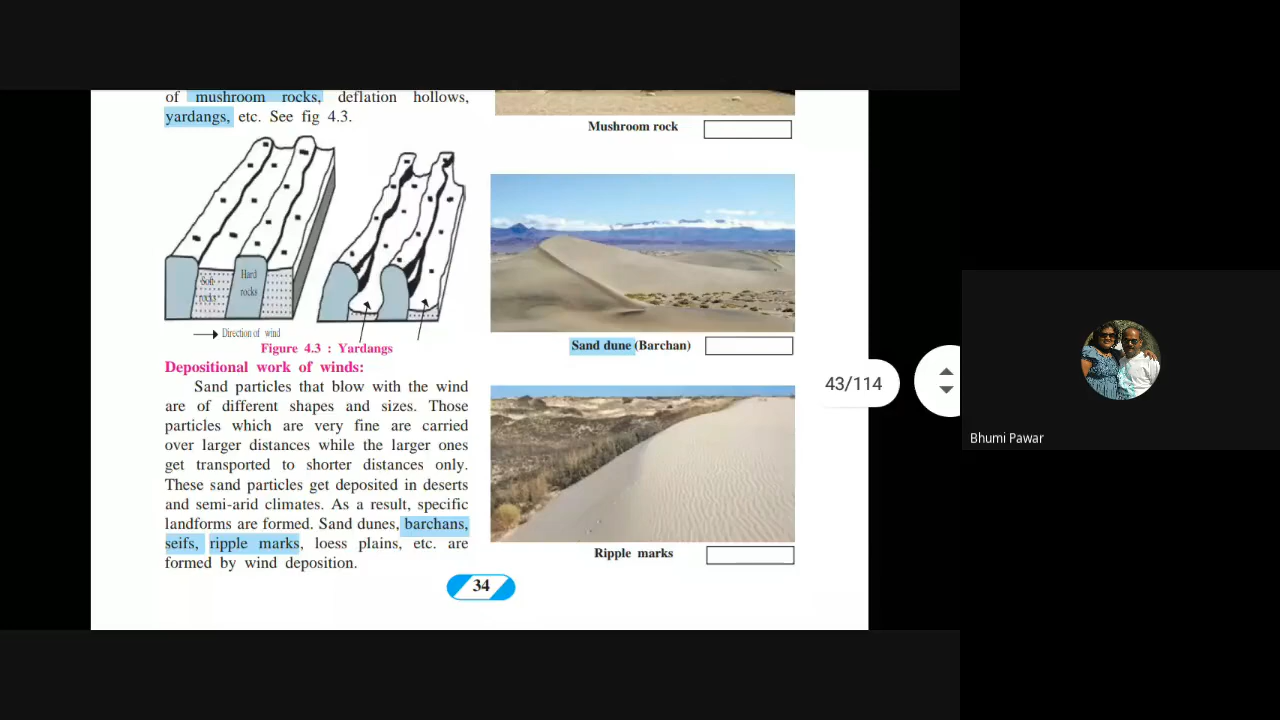 of mushroom rocks, deflation hollows,
yardangs, etc. See fig 4.3.
Soft
rocks
Hard
rocks
Direction of wind
Figure 4.3 : Yardangs
Depositional work of winds:
Sand particles that blow with the wind
are of different shapes and sizes. Those
particles which are very fine are carried
over larger distances while the larger ones
get transported to shorter distances only.
These sand particles get deposited in deserts
and semi-arid climates. As a result, specific
landforms are formed. Sand dunes, barchans,
seifs, ripple marks, loess plains, etc. are
formed by wind deposition.
Mushroom rock
Sand dune (Barchan)
Ripple marks
34
43/114
Bhumi Pawar